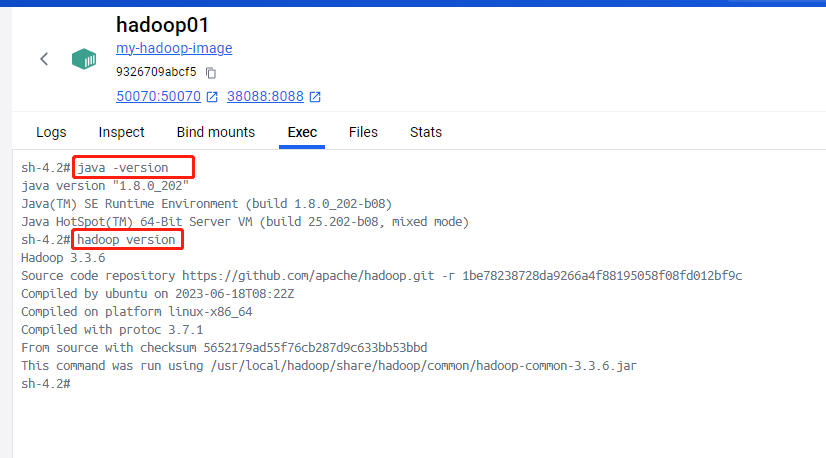 hadoop01
my-hadoop-image
9326709abcf5
50070:50070 38088:8088
Logs Inspect Bind mounts Exec Files Stats
sh-4.2# java -version
java version "1.8.0_202"
Java(TM) SE Runtime Environment (build 1.8.0_202-b08)
Java HotSpot(TM) 64-Bit Server VM (build 25.202-b08, mixed mode)
sh-4.2# hadoop version
Hadoop 3.3.6
Source code repository https://github.com/apache/hadoop.git -r 1be78238728da9266a4f88195058f08fd012bf9c
Compiled by ubuntu on 2023-06-18T08:22Z
Compiled on platform linux-x86_64
Compiled with protoc 3.7.1
From source with checksum 5652179ad55f76cb287d9c633bb53bbd
This command was run using /usr/local/hadoop/share/hadoop/common/hadoop-common-3.3.6.jar
sh-4.2#